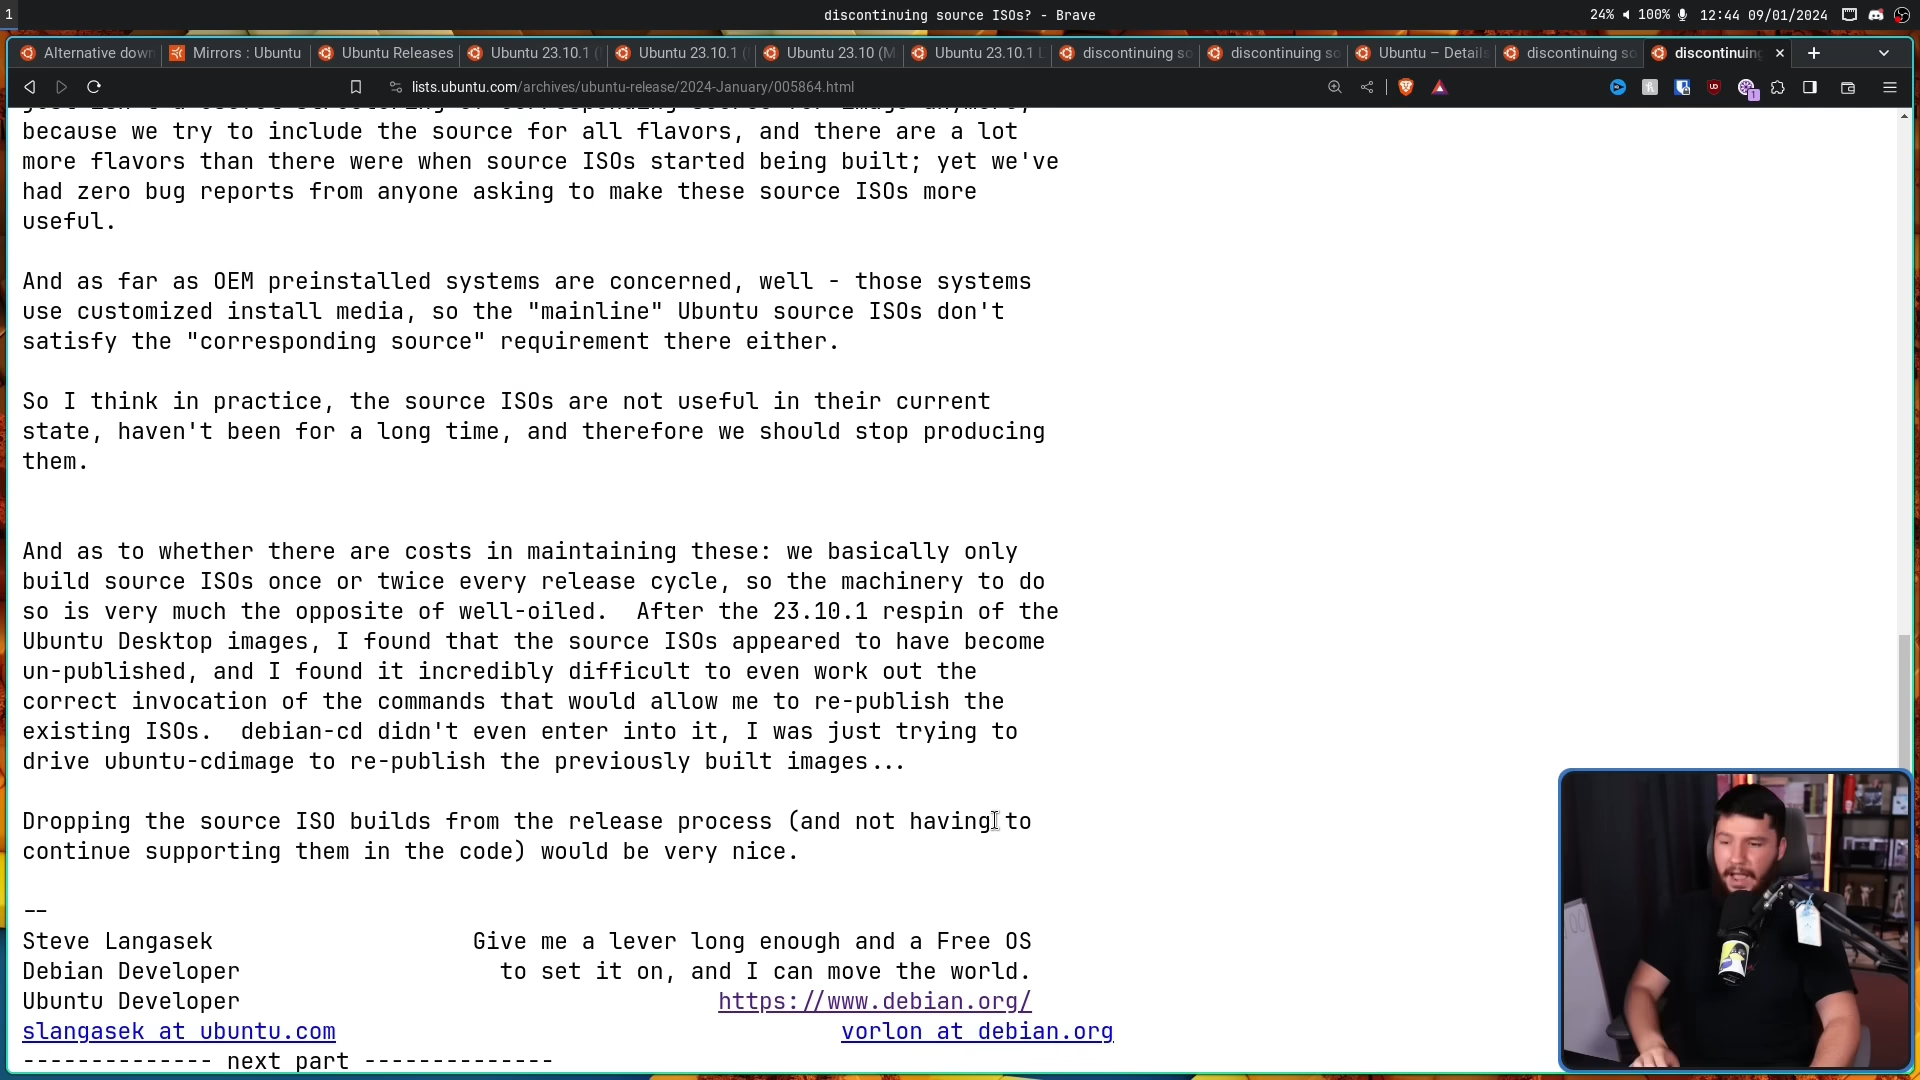 1
discontinuing source ISOs? - Brave
24% 100% 12:44 09/01/2024
Alternative down
Mirrors : Ubuntu
Ubuntu Releases
Ubuntu 23.10.1 (
Ubuntu 23.10.1 (
Ubuntu 23.10 (M
Ubuntu 23.10.1 L
discontinuing so
discontinuing so
Ubuntu – Details
discontinuing so
discontinuing
lists.ubuntu.com/archives/ubuntu-release/2024-January/005864.html
because we try to include the source for all flavors, and there are a lot
more flavors than there were when source ISOs started being built; yet we've
had zero bug reports from anyone asking to make these source ISOs more
useful.
And as far as OEM preinstalled systems are concerned, well - those systems
use customized install media, so the "mainline" Ubuntu source ISOs don't
satisfy the "corresponding source" requirement there either.
So I think in practice, the source ISOs are not useful in their current
state, haven't been for a long time, and therefore we should stop producing
them.
And as to whether there are costs in maintaining these: we basically only
build source ISOs once or twice every release cycle, so the machinery to do
so is very much the opposite of well-oiled.  After the 23.10.1 respin of the
Ubuntu Desktop images, I found that the source ISOs appeared to have become
un-published, and I found it incredibly difficult to even work out the
correct invocation of the commands that would allow me to re-publish the
existing ISOs.  debian-cd didn't even enter into it, I was just trying to
drive ubuntu-cdimage to re-publish the previously built images...
Dropping the source ISO builds from the release process (and not having to
continue supporting them in the code) would be very nice.
--
Steve Langasek                   Give me a lever long enough and a Free OS
Debian Developer                   to set it on, and I can move the world.
Ubuntu Developer                                   https://www.debian.org/
slangasek at ubuntu.com                                     vorlon at debian.org
-------------- next part --------------